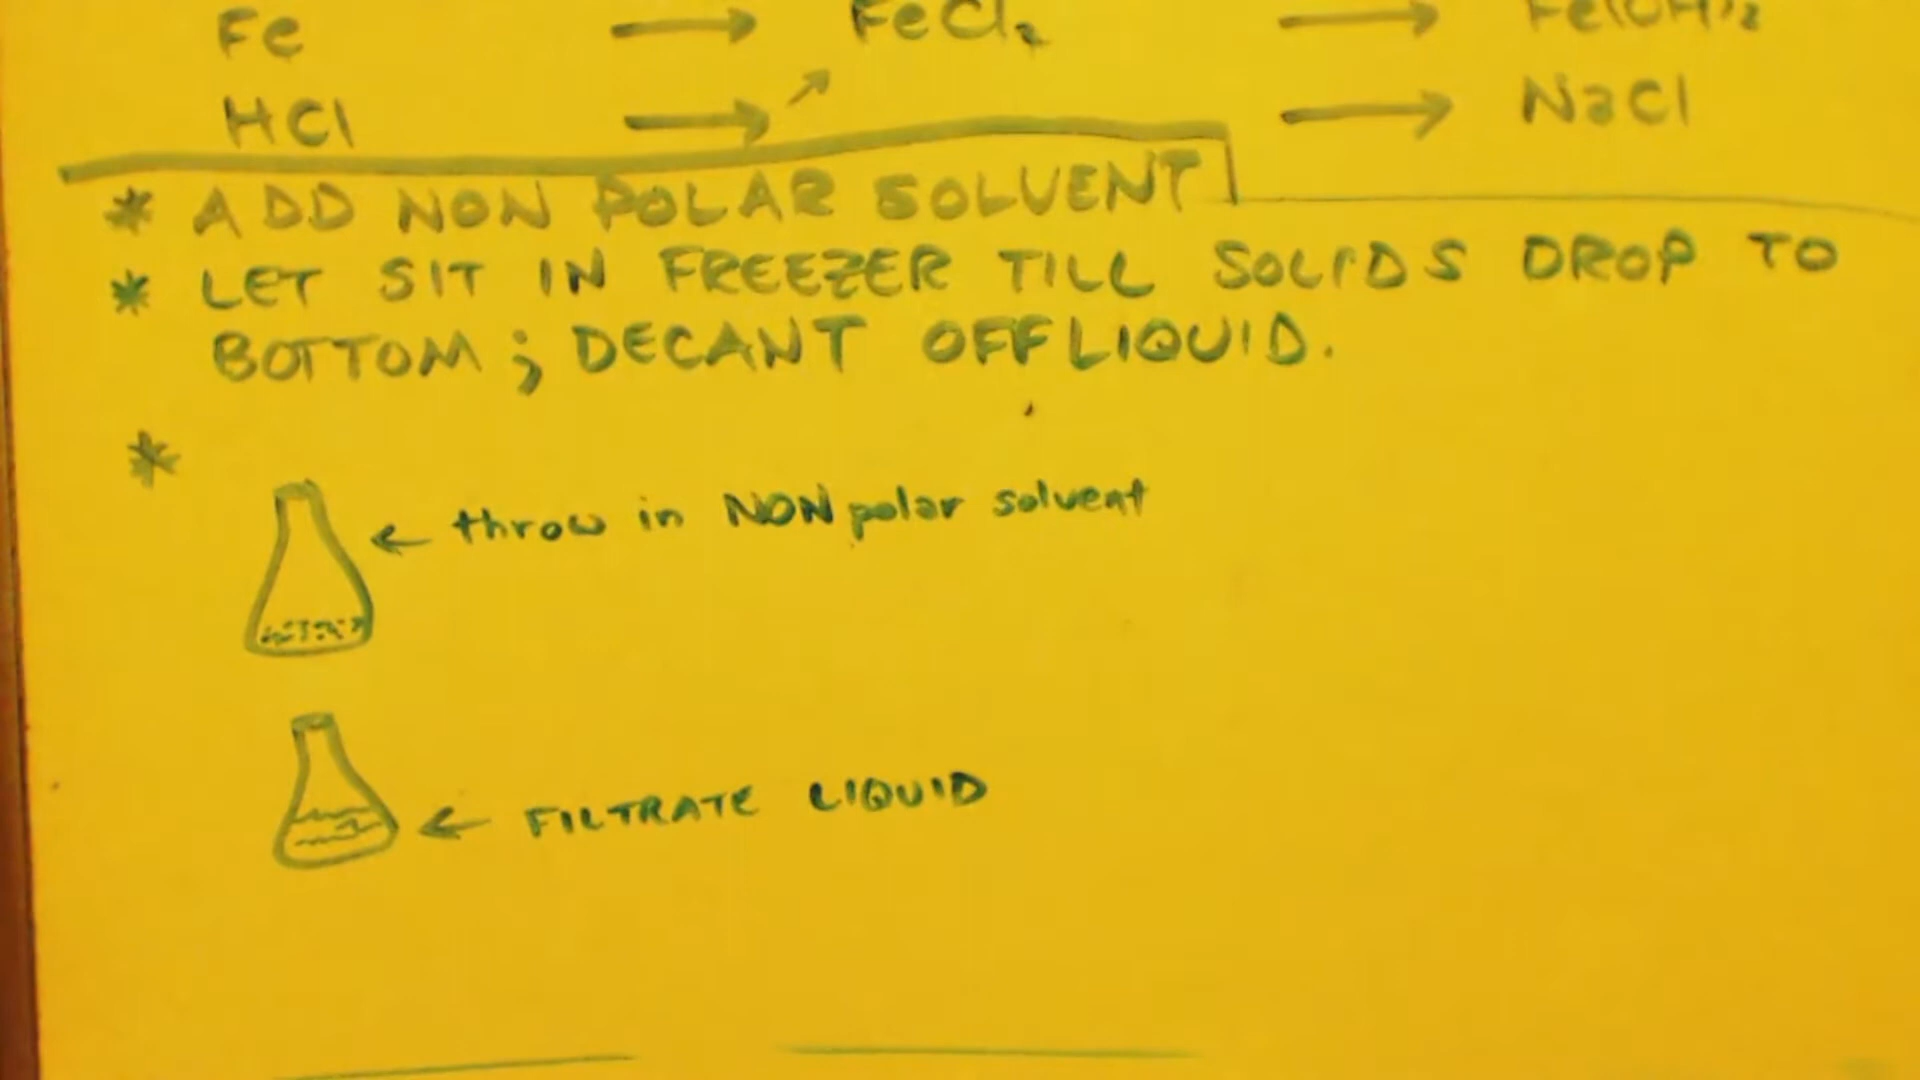 Fe → FeCl₂ → Fe(OH)₂
HCl → ↗ → NaCl
* ADD NON POLAR SOLVENT
* LET SIT IN FREEZER TILL SOLIDS DROP TO
BOTTOM; DECANT OFF LIQUID.
*
← throw in NON polar solvent
← FILTRATE LIQUID